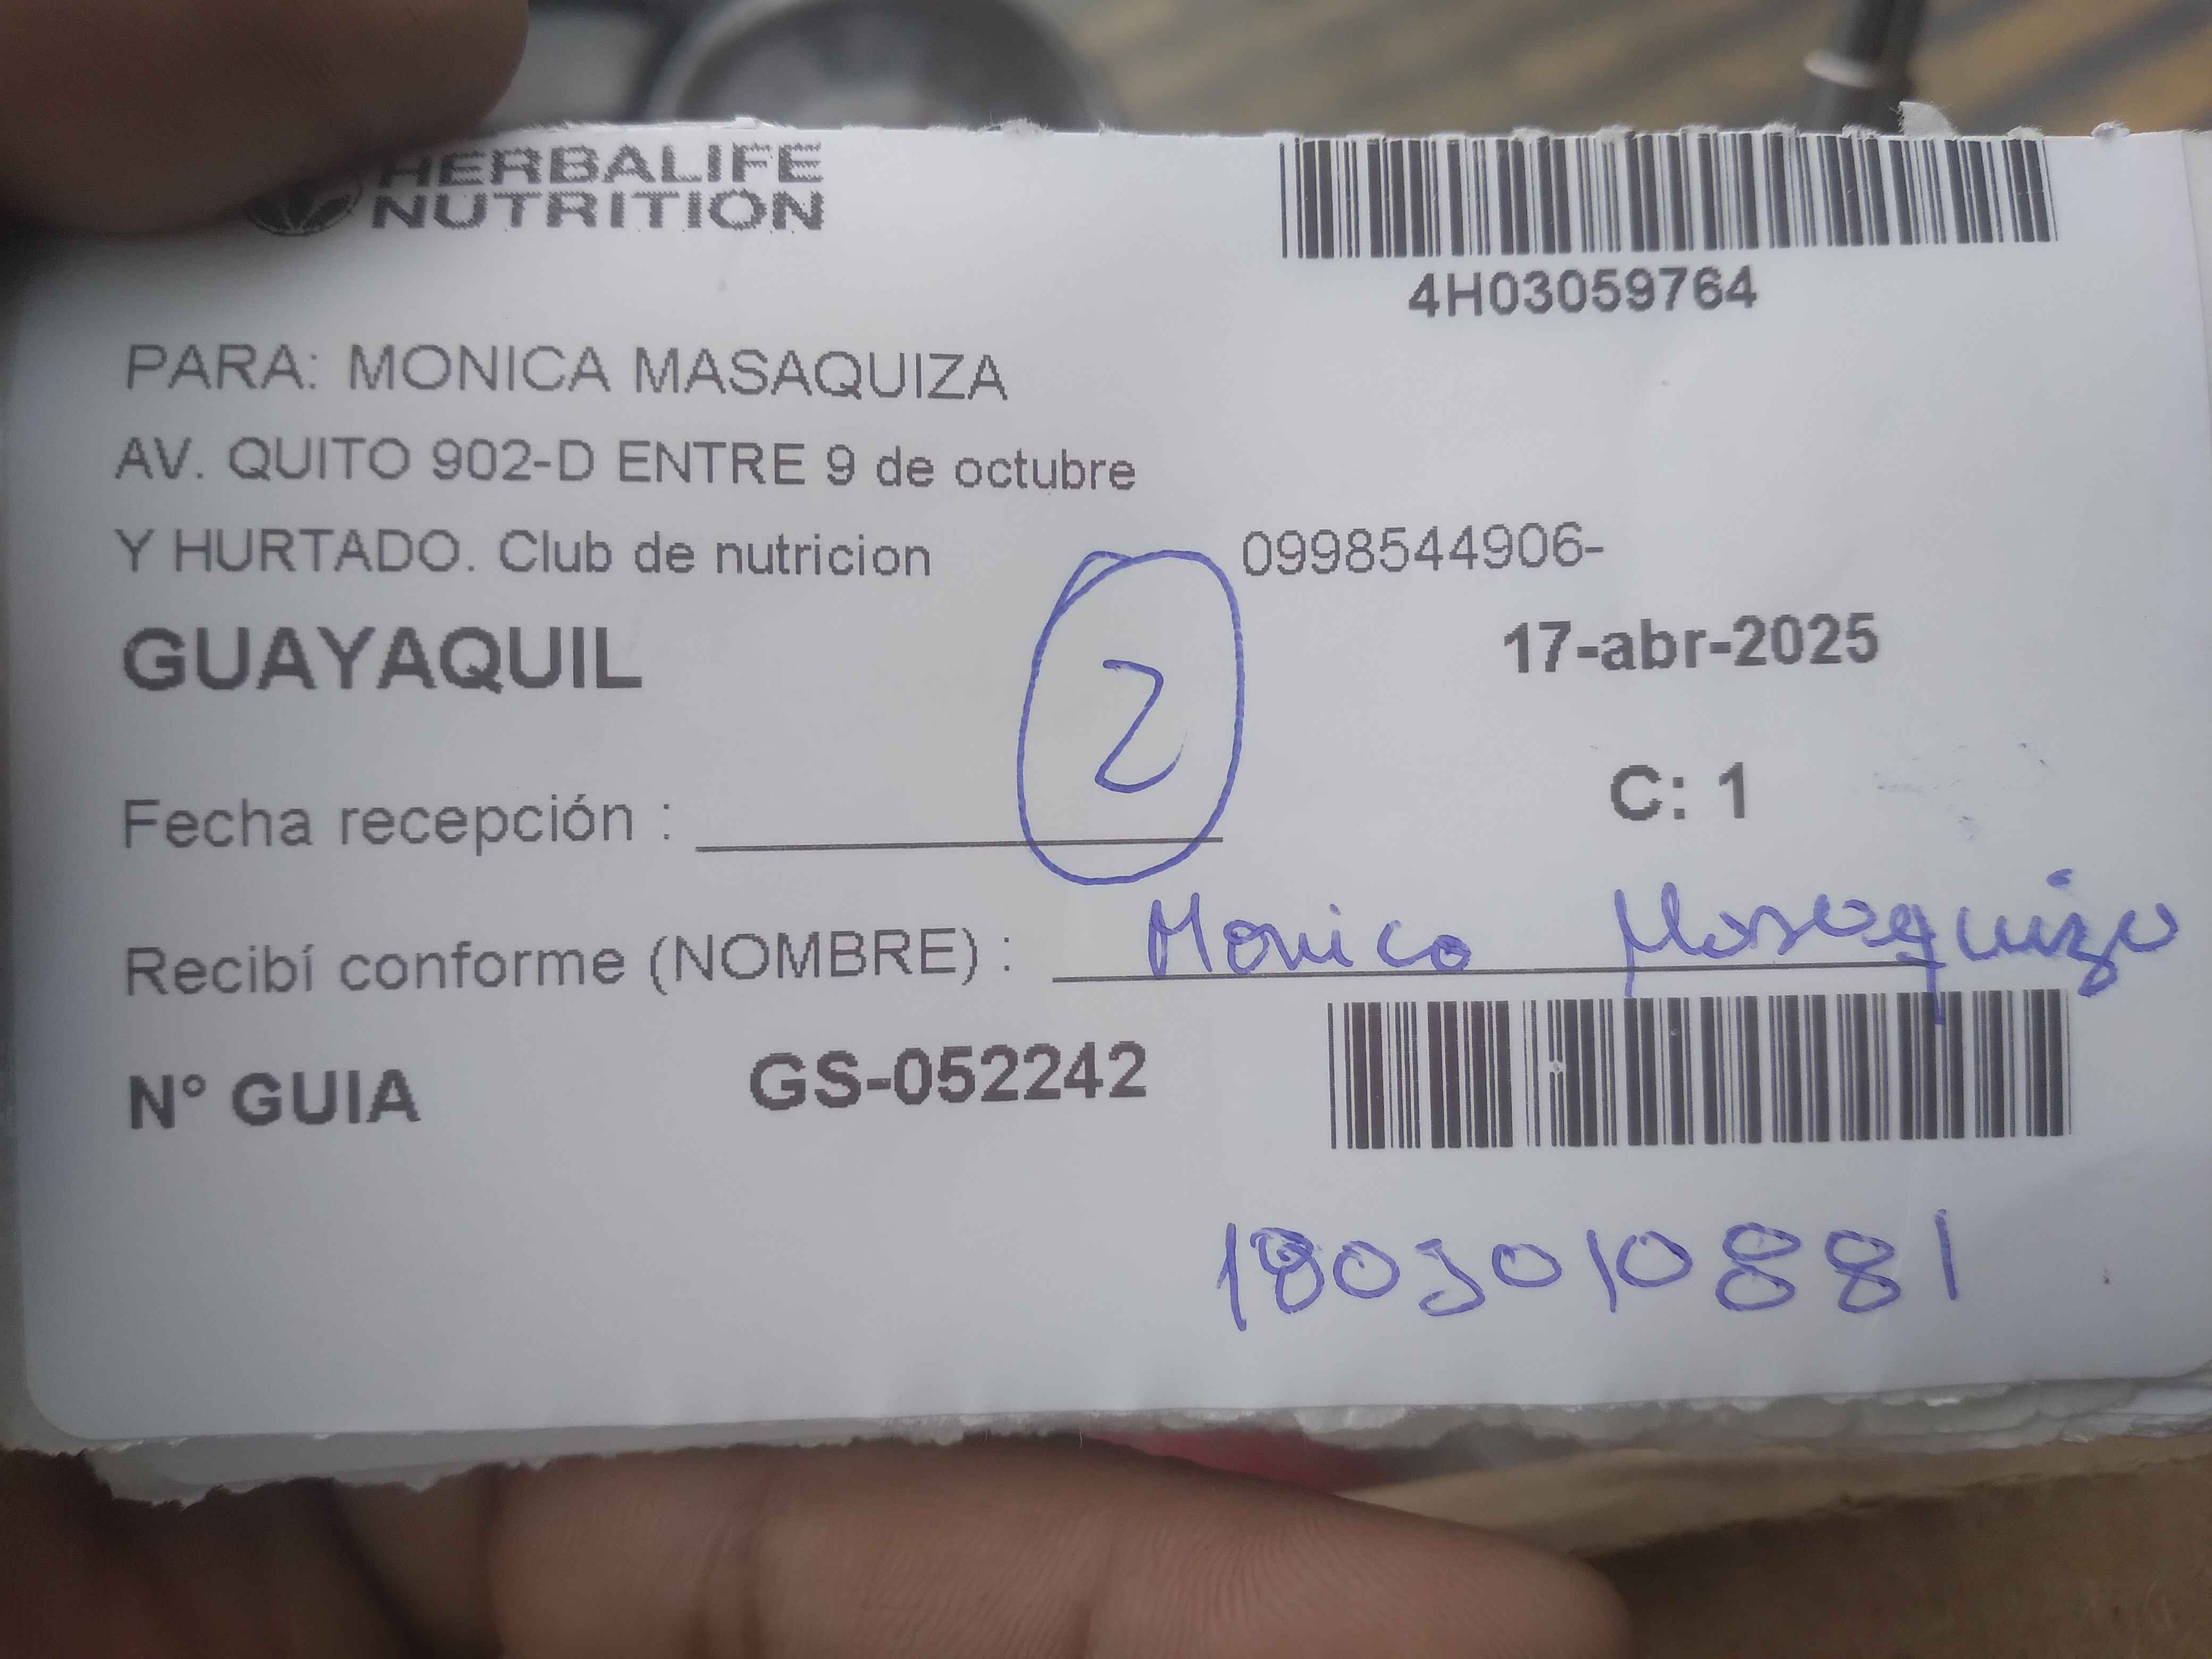 HERBALIFE
NUTRITION
4H03059764
PARA: MONICA MASAQUIZA
AV. QUITO 902-D ENTRE 9 de octubre
Y HURTADO. Club de nutricion 0998544906-
GUAYAQUIL 17-abr-2025
2
C: 1
Fecha recepción :
Recibí conforme (NOMBRE) : Monica Masaquiza
N° GUIA GS-052242
1803010881